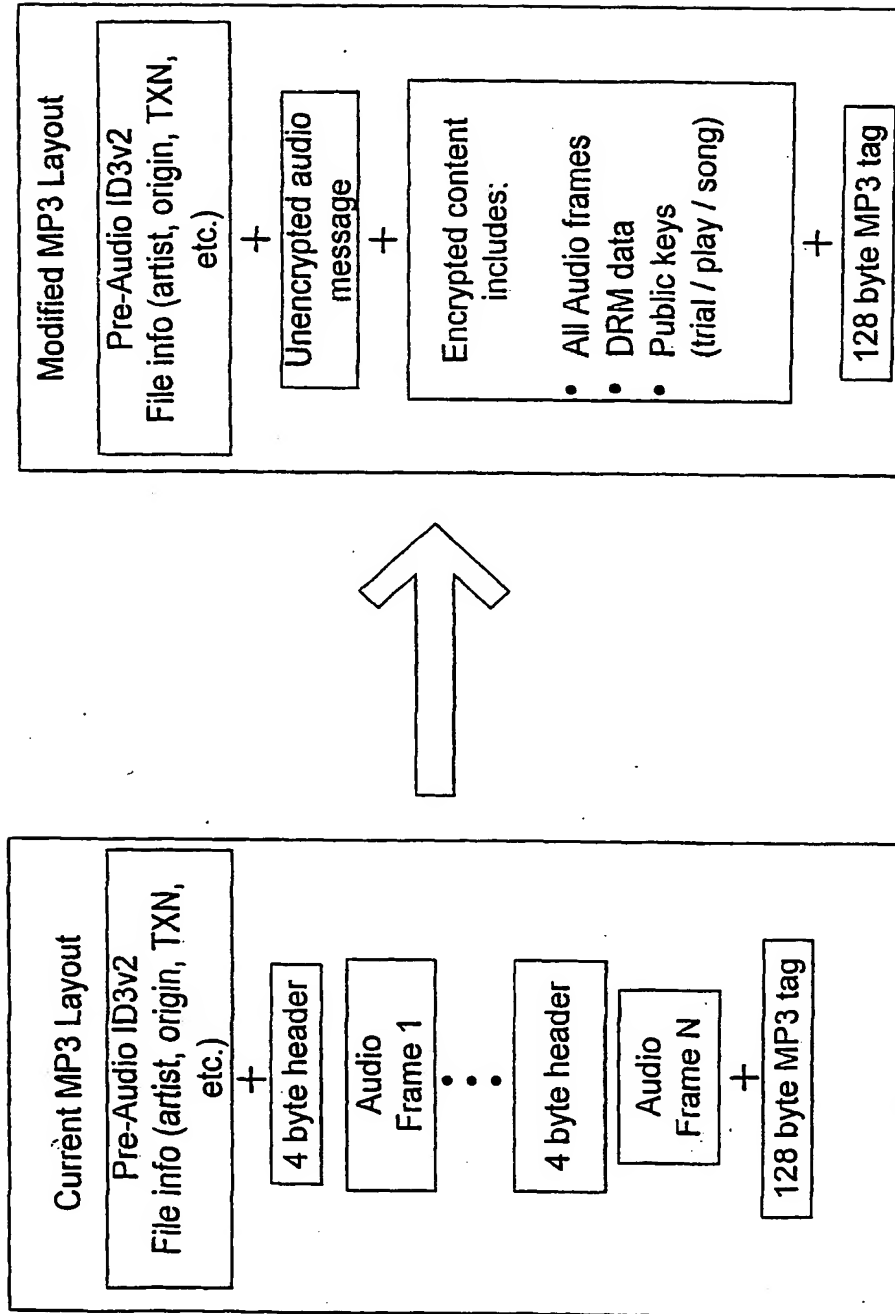 Current MP3 Layout
Pre-Audio ID3v2
File info (artist, origin, TXN,
etc.)
+
4 byte header
Audio
Frame 1
• • •
4 byte header
Audio
Frame N
+
128 byte MP3 tag
Modified MP3 Layout
Pre-Audio ID3v2
File info (artist, origin, TXN,
etc.)
+
Unencrypted audio
message
+
Encrypted content
includes:
• All Audio frames
• DRM data
• Public keys
(trial / play / song)
+
128 byte MP3 tag